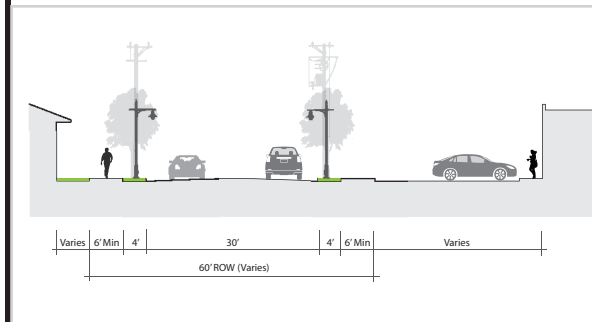 Varies 6' Min 4' 30' 4' 6' Min Varies
60' ROW (Varies)